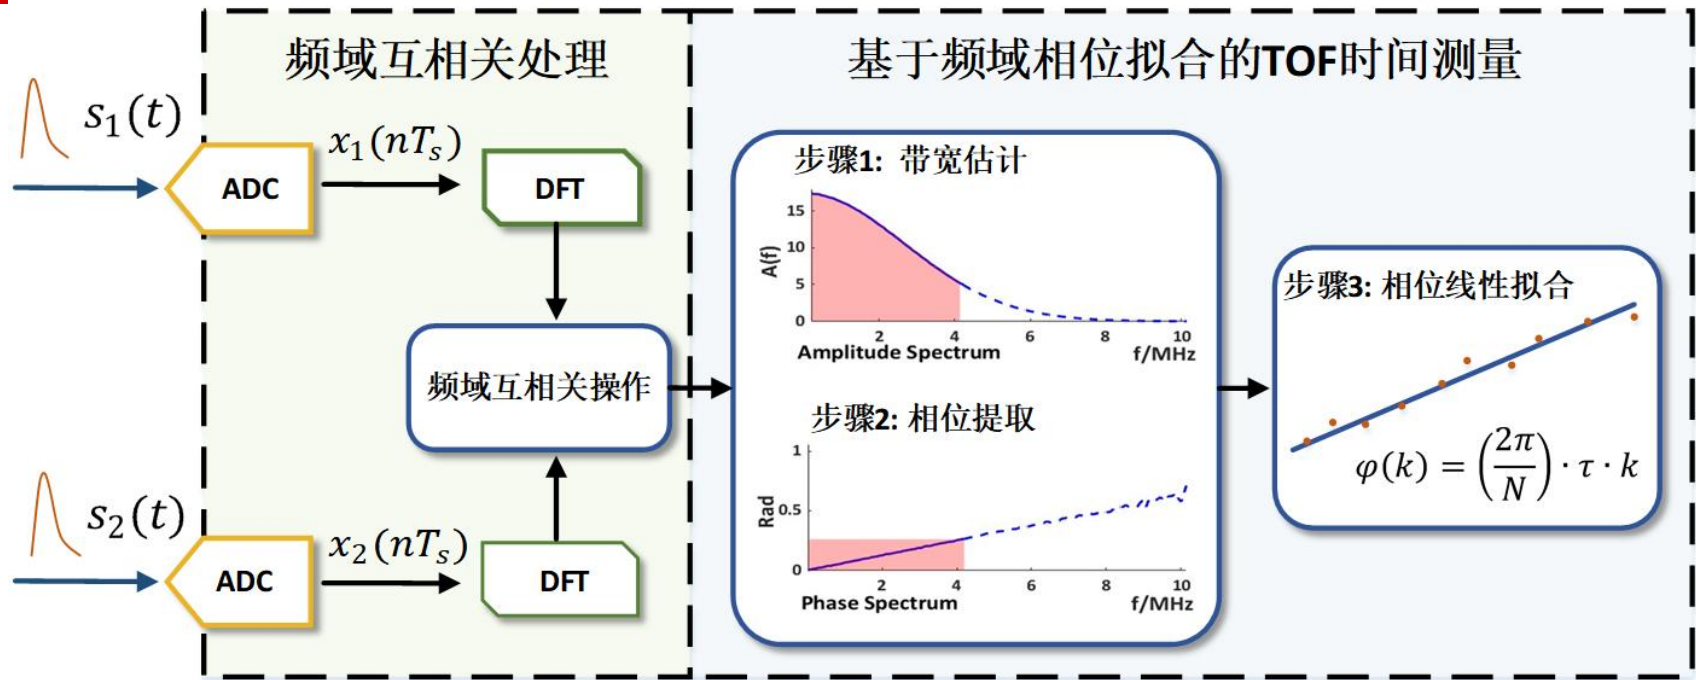 频域互相关处理
基于频域相位拟合的TOF时间测量
s₁(t)
ADC
x₁(nTₛ)
DFT
频域互相关操作
s₂(t)
ADC
x₂(nTₛ)
DFT
步骤1: 带宽估计
A(f)
15
10
5
0
2 4 6 8 10
Amplitude Spectrum f/MHz
步骤2: 相位提取
Rad
1
0.5
0
2 4 6 8 10
Phase Spectrum f/MHz
步骤3: 相位线性拟合
φ(k) = (2π/N) · τ · k